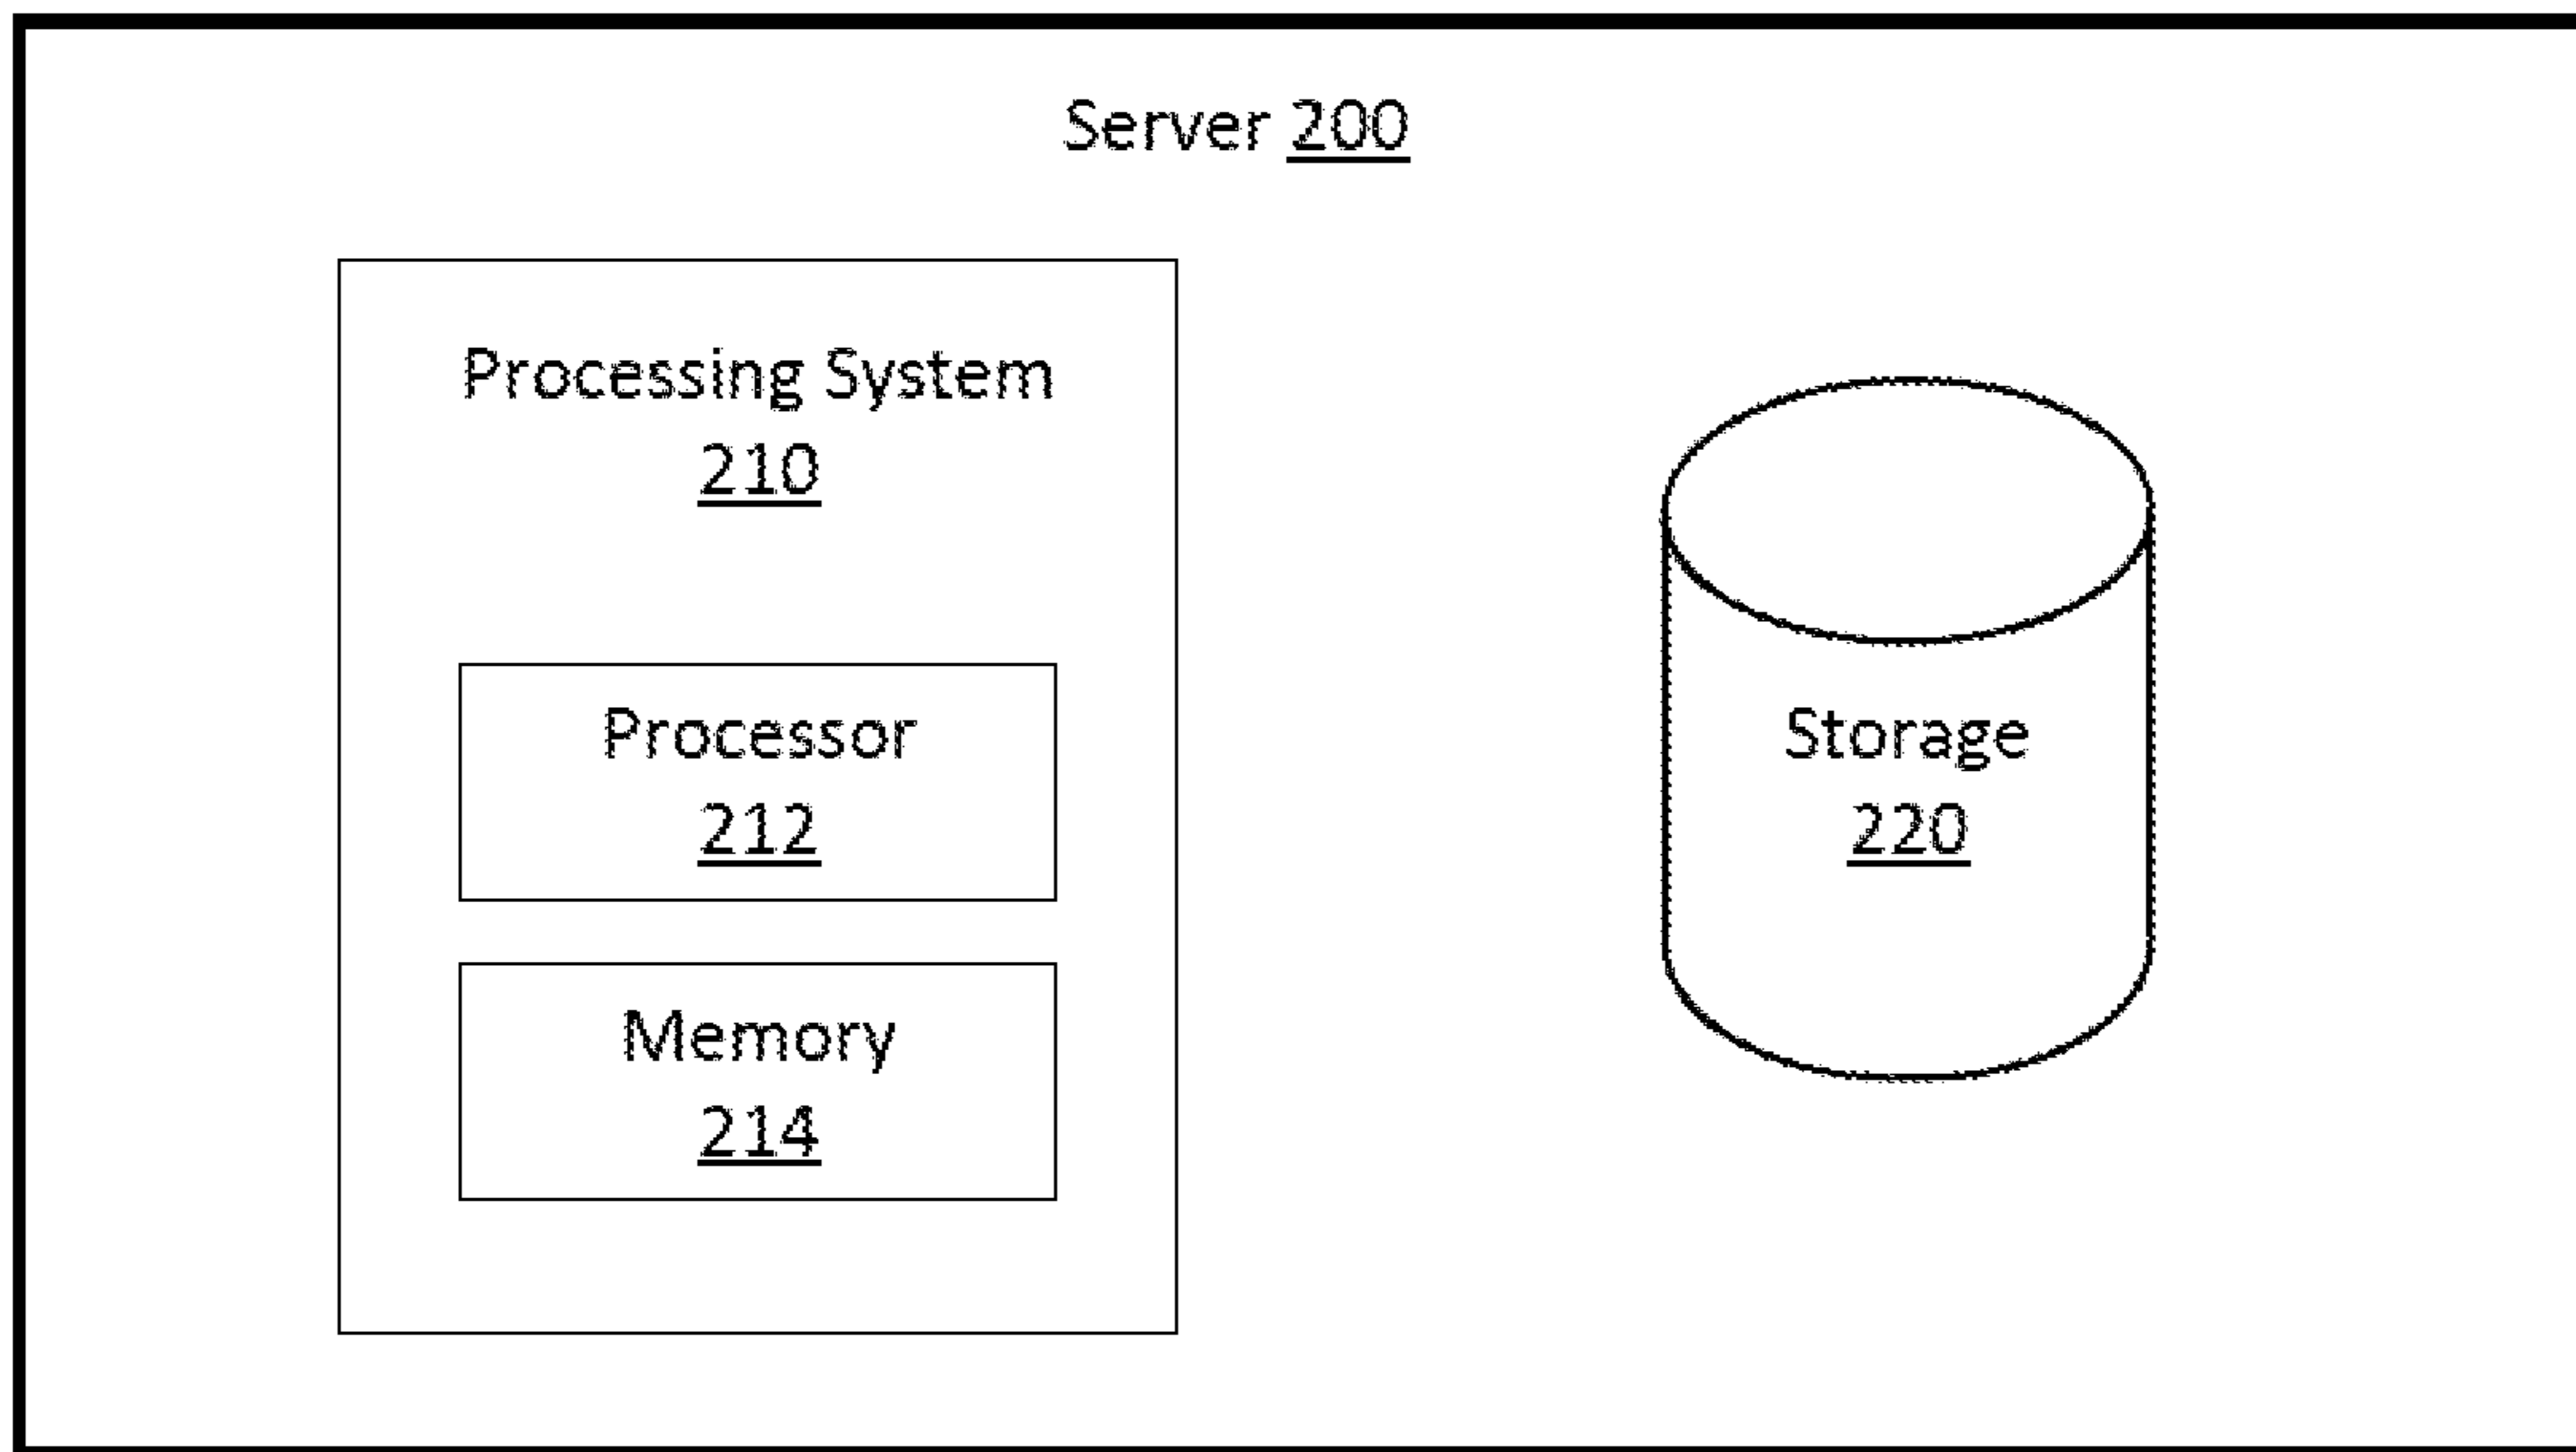 Server 200
Processing System
210
Processor
212
Memory
214
Storage
220